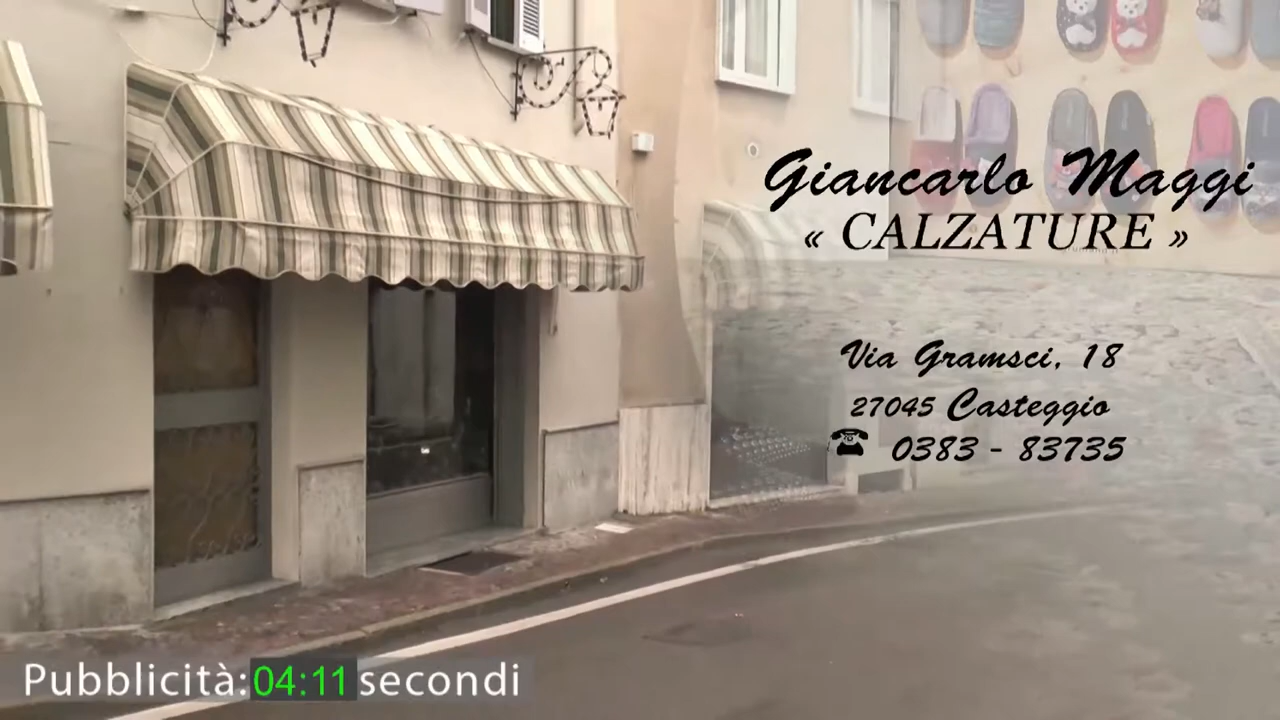 Giancarlo Maggi
« CALZATURE »
Via Gramsci, 18
27045 Casteggio
0383 - 83735
Pubblicità: 04:11 secondi